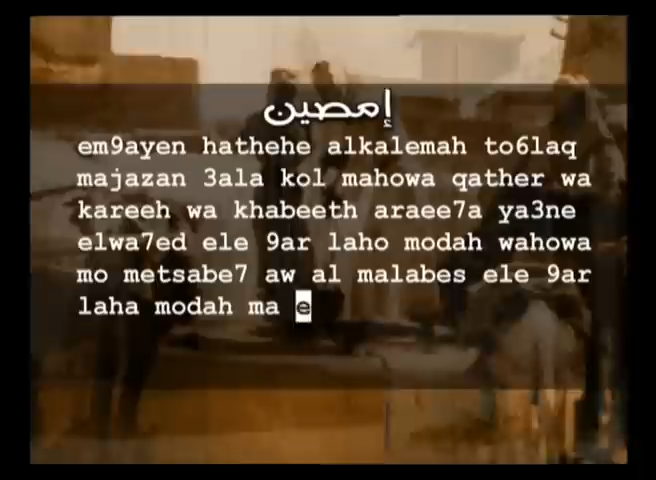 إمصين
em9ayen hathehe alkalemah to6laq
majazan 3ala kol mahowa qather wa
kareeh wa khabeeth araee7a ya3ne
elwa7ed ele 9ar laho modah wahowa
mo metsabe7 aw al malabes ele 9ar
laha modah ma e